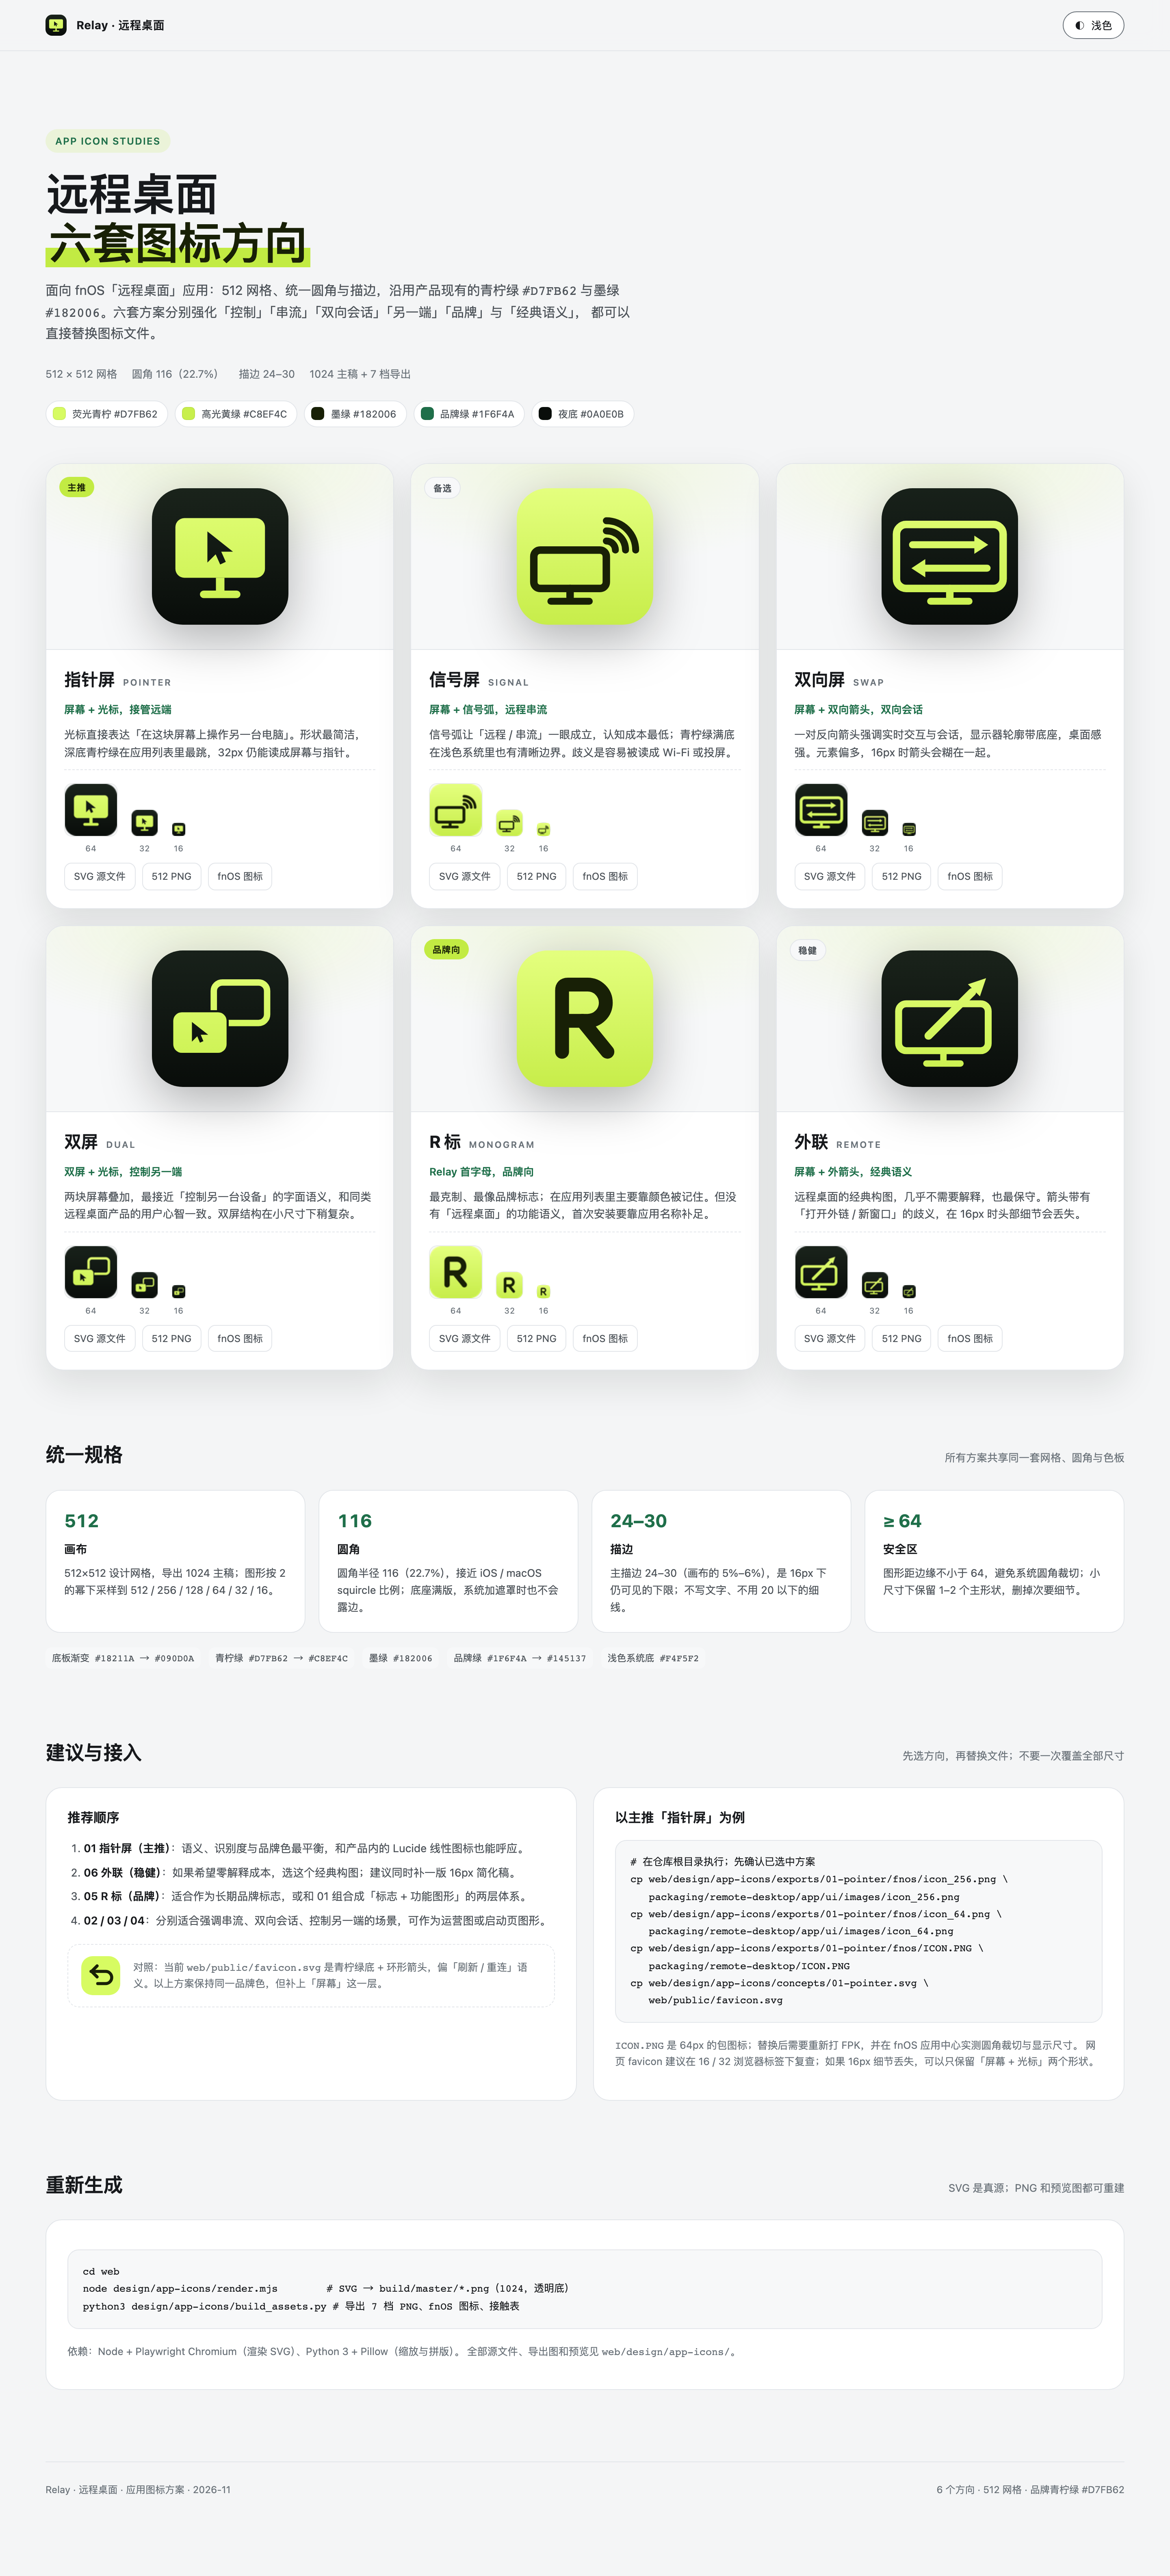 Relay · 远程桌面
浅色
APP ICON STUDIES
远程桌面
六套图标方向
面向 fnOS「远程桌面」应用：512 网格、统一圆角与描边，沿用产品现有的青柠绿 #D7FB62 与墨绿
#182006。六套方案分别强化「控制」「串流」「双向会话」「另一端」「品牌」与「经典语义」， 都可以
直接替换图标文件。
512 × 512 网格 圆角 116（22.7%） 描边 24–30 1024 主稿 + 7 档导出
荧光青柠 #D7FB62 高光黄绿 #C8EF4C 墨绿 #182006 品牌绿 #1F6F4A 夜底 #0A0E0B
主推
指针屏 POINTER
屏幕 + 光标，接管远端
光标直接表达「在这块屏幕上操作另一台电脑」。形状最简洁，
深底青柠绿在应用列表里最跳，32px 仍能读成屏幕与指针。
64 32 16
SVG 源文件 512 PNG fnOS 图标
备选
信号屏 SIGNAL
屏幕 + 信号弧，远程串流
信号弧让「远程 / 串流」一眼成立，认知成本最低；青柠绿满底
在浅色系统里也有清晰边界。歧义是容易被读成 Wi-Fi 或投屏。
64 32 16
SVG 源文件 512 PNG fnOS 图标
双向屏 SWAP
屏幕 + 双向箭头，双向会话
一对反向箭头强调实时交互与会话，显示器轮廓带底座，桌面感
强。元素偏多，16px 时箭头会糊在一起。
64 32 16
SVG 源文件 512 PNG fnOS 图标
双屏 DUAL
双屏 + 光标，控制另一端
两块屏幕叠加，最接近「控制另一台设备」的字面语义，和同类
远程桌面产品的用户心智一致。双屏结构在小尺寸下稍复杂。
64 32 16
SVG 源文件 512 PNG fnOS 图标
品牌向
R
R 标 MONOGRAM
Relay 首字母，品牌向
最克制、最像品牌标志；在应用列表里主要靠颜色被记住。但没
有「远程桌面」的功能语义，首次安装要靠应用名称补足。
R R R
64 32 16
SVG 源文件 512 PNG fnOS 图标
稳健
外联 REMOTE
屏幕 + 外箭头，经典语义
远程桌面的经典构图，几乎不需要解释，也最保守。箭头带有
「打开外链 / 新窗口」的歧义，在 16px 时头部细节会丢失。
64 32 16
SVG 源文件 512 PNG fnOS 图标
统一规格
所有方案共享同一套网格、圆角与色板
512
画布
512×512 设计网格，导出 1024 主稿；图形按 2
的幂下采样到 512 / 256 / 128 / 64 / 32 / 16。
116
圆角
圆角半径 116（22.7%），接近 iOS / macOS
squircle 比例；底座满版，系统加遮罩时也不会
露边。
24–30
描边
主描边 24–30（画布的 5%–6%），是 16px 下
仍可见的下限；不写文字、不用 20 以下的细
线。
≥ 64
安全区
图形距边缘不小于 64，避免系统圆角裁切；小
尺寸下保留 1–2 个主形状，删掉次要细节。
底板渐变 #18211A → #090D0A 青柠绿 #D7FB62 → #C8EF4C 墨绿 #182006 品牌绿 #1F6F4A → #145137 浅色系统底 #F4F5F2
建议与接入
先选方向，再替换文件；不要一次覆盖全部尺寸
推荐顺序
1. 01 指针屏（主推）：语义、识别度与品牌色最平衡，和产品内的 Lucide 线性图标也能呼应。
2. 06 外联（稳健）：如果希望零解释成本，选这个经典构图；建议同时补一版 16px 简化稿。
3. 05 R 标（品牌）：适合作为长期品牌标志，或和 01 组合成「标志 + 功能图形」的两层体系。
4. 02 / 03 / 04：分别适合强调串流、双向会话、控制另一端的场景，可作为运营图或启动页图形。
对照：当前 web/public/favicon.svg 是青柠绿底 + 环形箭头，偏「刷新 / 重连」语
义。以上方案保持同一品牌色，但补上「屏幕」这一层。
以主推「指针屏」为例
# 在仓库根目录执行；先确认已选中方案
cp web/design/app-icons/exports/01-pointer/fnos/icon_256.png \
packaging/remote-desktop/app/ui/images/icon_256.png
cp web/design/app-icons/exports/01-pointer/fnos/icon_64.png \
packaging/remote-desktop/app/ui/images/icon_64.png
cp web/design/app-icons/exports/01-pointer/fnos/ICON.PNG \
packaging/remote-desktop/ICON.PNG
cp web/design/app-icons/concepts/01-pointer.svg \
web/public/favicon.svg
ICON.PNG 是 64px 的包图标；替换后需要重新打 FPK，并在 fnOS 应用中心实测圆角裁切与显示尺寸。 网
页 favicon 建议在 16 / 32 浏览器标签下复查；如果 16px 细节丢失，可以只保留「屏幕 + 光标」两个形状。
重新生成
SVG 是真源；PNG 和预览图都可重建
cd web
node design/app-icons/render.mjs # SVG → build/master/*.png（1024，透明底）
python3 design/app-icons/build_assets.py # 导出 7 档 PNG、fnOS 图标、接触表
依赖：Node + Playwright Chromium（渲染 SVG）、Python 3 + Pillow（缩放与拼版）。 全部源文件、导出图和预览见 web/design/app-icons/。
Relay · 远程桌面 · 应用图标方案 · 2026-11
6 个方向 · 512 网格 · 品牌青柠绿 #D7FB62